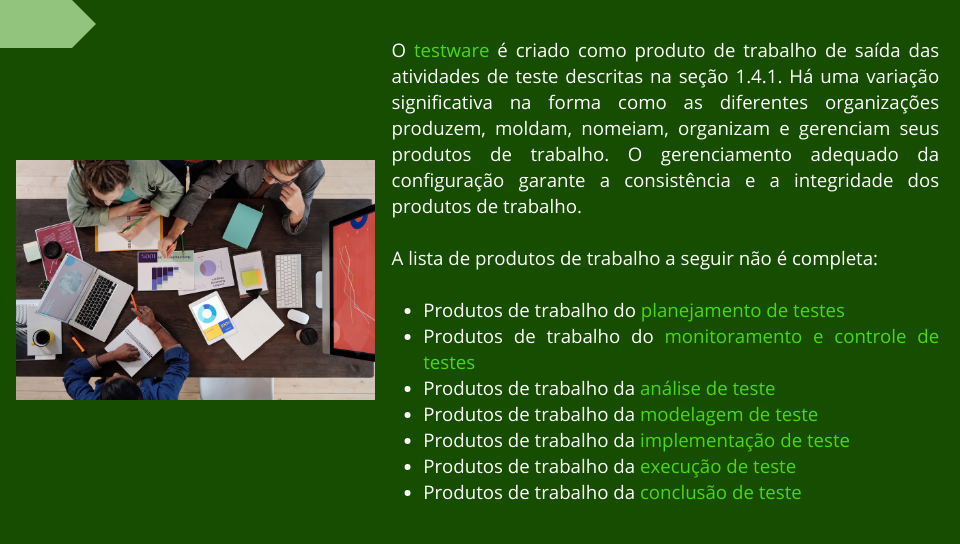 O testware é criado como produto de trabalho de saída das
atividades de teste descritas na seção 1.4.1. Há uma variação
significativa na forma como as diferentes organizações
produzem, moldam, nomeiam, organizam e gerenciam seus
produtos de trabalho. O gerenciamento adequado da
configuração garante a consistência e a integridade dos
produtos de trabalho.
A lista de produtos de trabalho a seguir não é completa:
• Produtos de trabalho do planejamento de testes
• Produtos de trabalho do monitoramento e controle de
testes
• Produtos de trabalho da análise de teste
• Produtos de trabalho da modelagem de teste
• Produtos de trabalho da implementação de teste
• Produtos de trabalho da execução de teste
• Produtos de trabalho da conclusão de teste